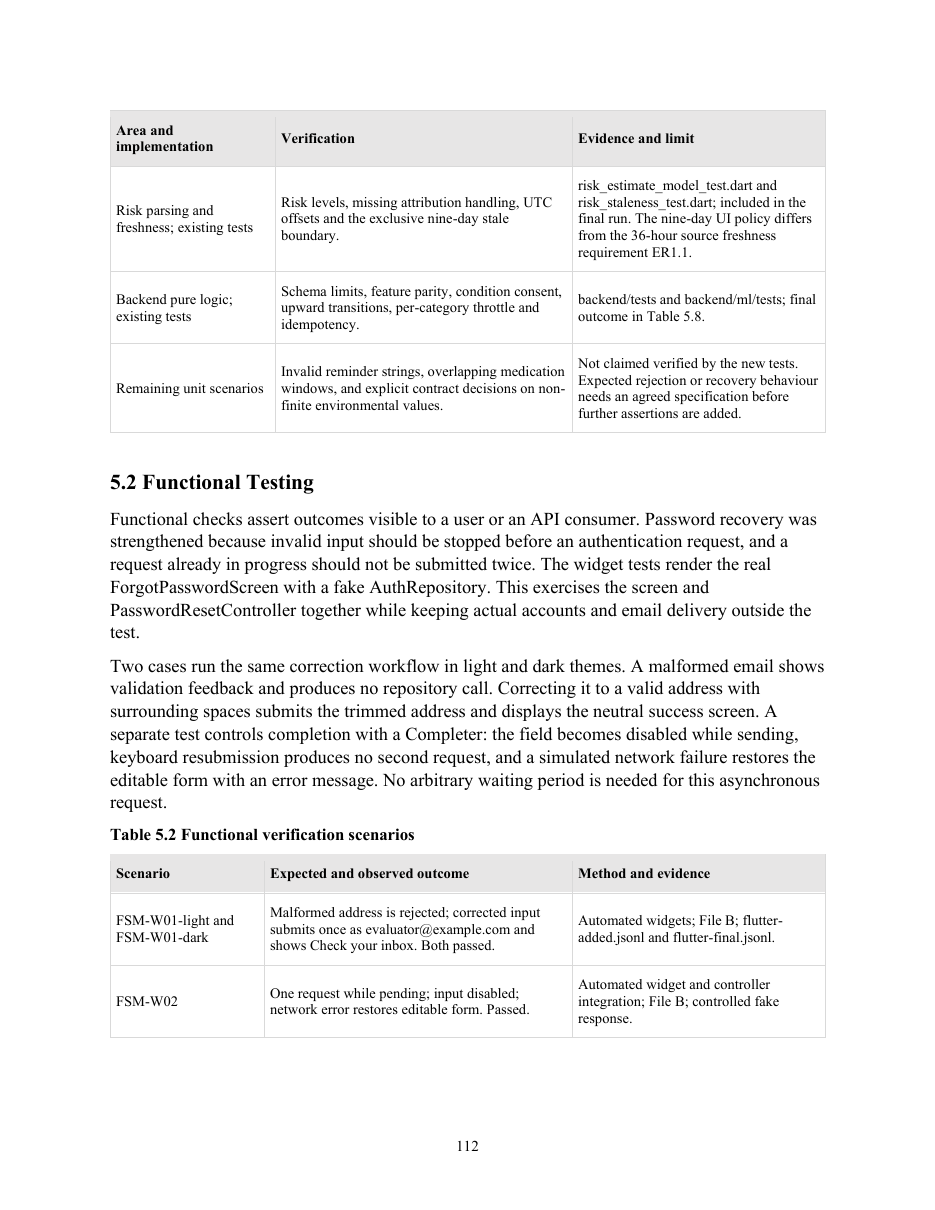 Area and
implementation
Verification
Evidence and limit
Risk parsing and
freshness; existing tests
Risk levels, missing attribution handling, UTC
offsets and the exclusive nine-day stale
boundary.
risk_estimate_model_test.dart and
risk_staleness_test.dart; included in the
final run. The nine-day UI policy differs
from the 36-hour source freshness
requirement ER1.1.
Backend pure logic;
existing tests
Schema limits, feature parity, condition consent,
upward transitions, per-category throttle and
idempotency.
backend/tests and backend/ml/tests; final
outcome in Table 5.8.
Remaining unit scenarios
Invalid reminder strings, overlapping medication
windows, and explicit contract decisions on non-
finite environmental values.
Not claimed verified by the new tests.
Expected rejection or recovery behaviour
needs an agreed specification before
further assertions are added.
5.2 Functional Testing
Functional checks assert outcomes visible to a user or an API consumer. Password recovery was
strengthened because invalid input should be stopped before an authentication request, and a
request already in progress should not be submitted twice. The widget tests render the real
ForgotPasswordScreen with a fake AuthRepository. This exercises the screen and
PasswordResetController together while keeping actual accounts and email delivery outside the
test.
Two cases run the same correction workflow in light and dark themes. A malformed email shows
validation feedback and produces no repository call. Correcting it to a valid address with
surrounding spaces submits the trimmed address and displays the neutral success screen. A
separate test controls completion with a Completer: the field becomes disabled while sending,
keyboard resubmission produces no second request, and a simulated network failure restores the
editable form with an error message. No arbitrary waiting period is needed for this asynchronous
request.
Table 5.2 Functional verification scenarios
Scenario
Expected and observed outcome
Method and evidence
FSM-W01-light and
FSM-W01-dark
Malformed address is rejected; corrected input
submits once as evaluator@example.com and
shows Check your inbox. Both passed.
Automated widgets; File B; flutter-
added.jsonl and flutter-final.jsonl.
FSM-W02
One request while pending; input disabled;
network error restores editable form. Passed.
Automated widget and controller
integration; File B; controlled fake
response.
112